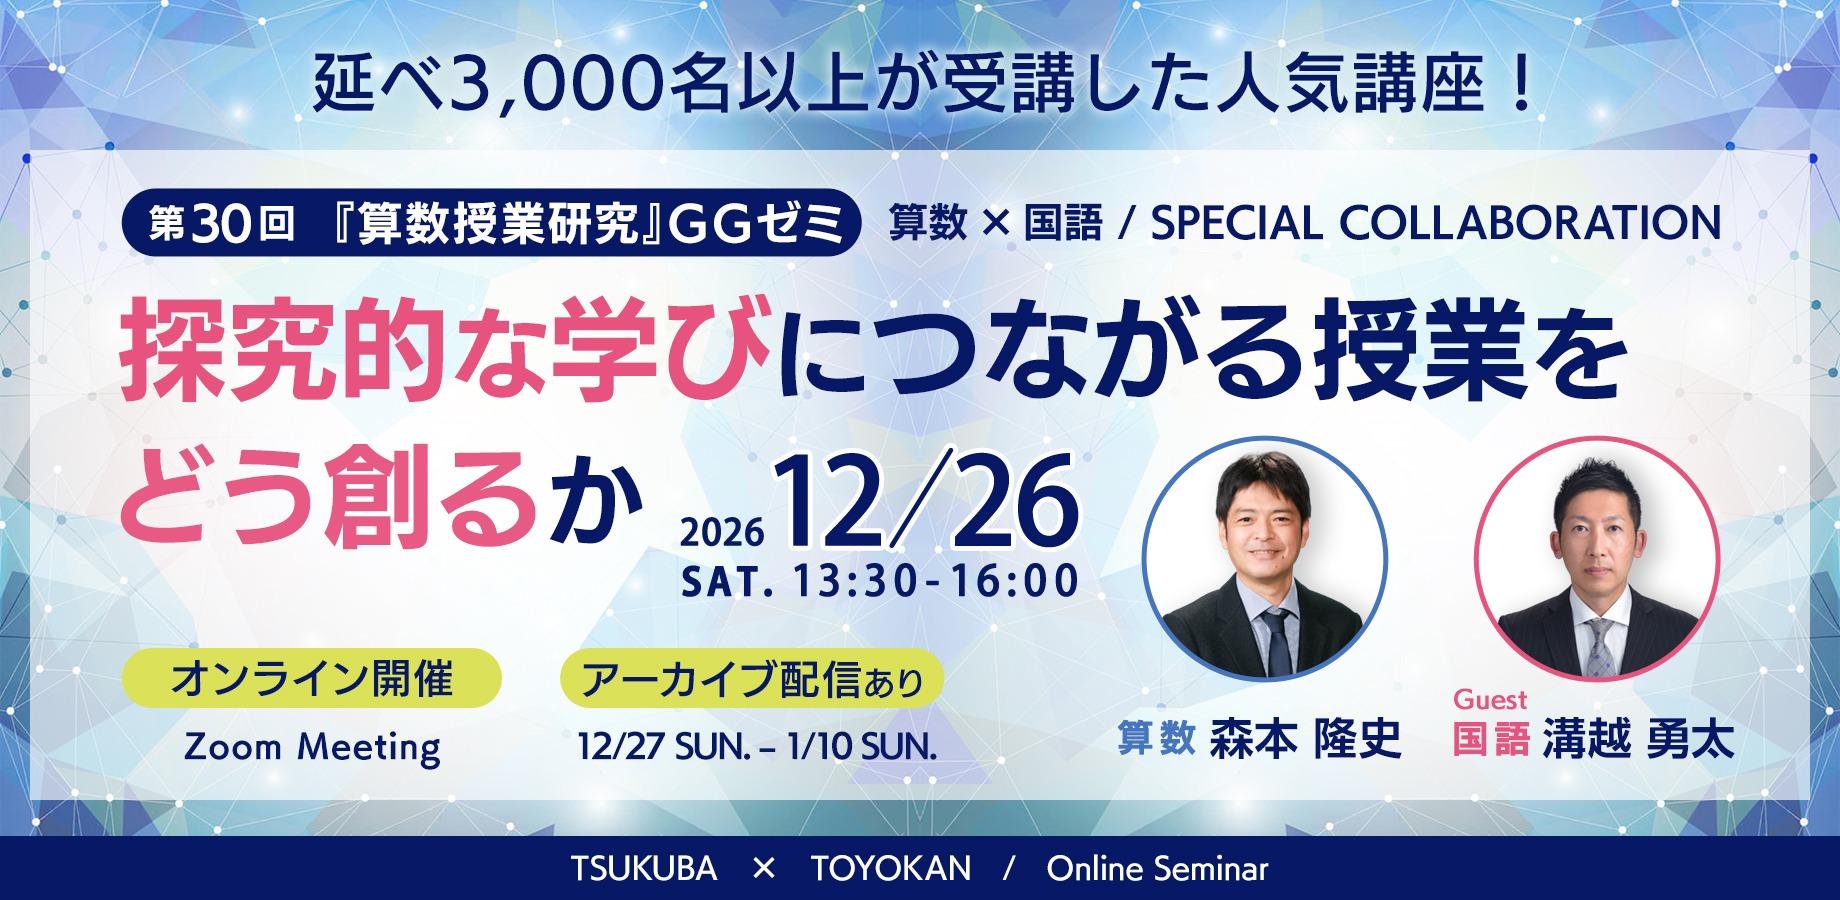 延べ3,000名以上が受講した人気講座！
第30回 『算数授業研究』GGゼミ
算数 × 国語 / SPECIAL COLLABORATION
探究的な学びにつながる授業を
どう創るか
2026 12/26
SAT. 13:30-16:00
オンライン開催
Zoom Meeting
アーカイブ配信あり
12/27 SUN. – 1/10 SUN.
算数 森本 隆史
Guest
国語 溝越 勇太
TSUKUBA × TOYOKAN / Online Seminar